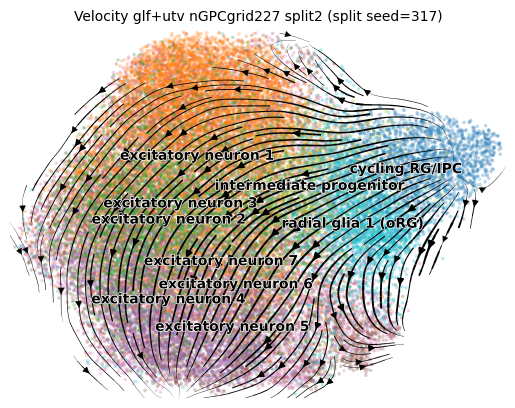 Velocity glf+utv nGPCgrid227 split2 (split seed=317)
excitatory neuron 1
cycling RG/IPC
intermediate progenitor
excitatory neuron 3
excitatory neuron 2
radial glia 1 (oRG)
excitatory neuron 7
excitatory neuron 6
excitatory neuron 4
excitatory neuron 5